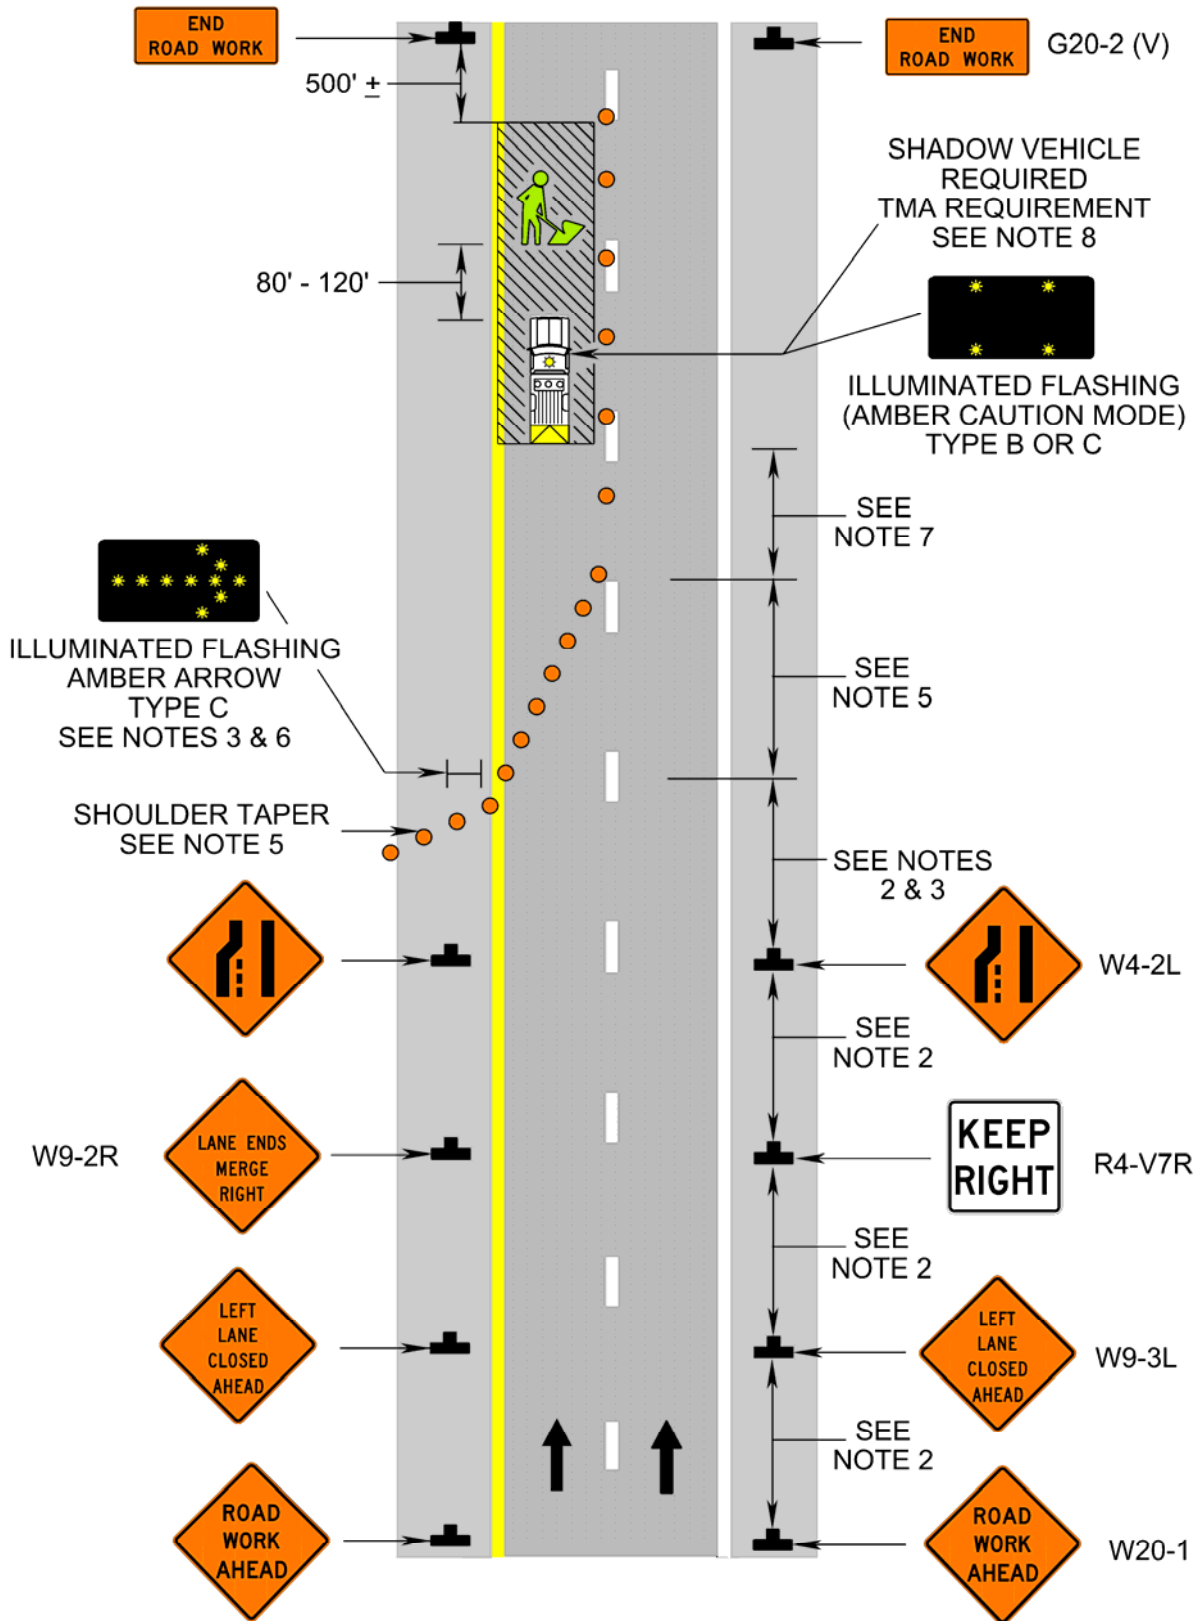 END
ROAD WORK
END
ROAD WORK
G20-2 (V)
500' ±
SHADOW VEHICLE
REQUIRED
TMA REQUIREMENT
SEE NOTE 8
80' - 120'
ILLUMINATED FLASHING
(AMBER CAUTION MODE)
TYPE B OR C
SEE
NOTE 7
ILLUMINATED FLASHING
AMBER ARROW
TYPE C
SEE NOTES 3 & 6
SEE
NOTE 5
SHOULDER TAPER
SEE NOTE 5
SEE NOTES
2 & 3
W4-2L
SEE
NOTE 2
W9-2R
LANE ENDS
MERGE
RIGHT
KEEP
RIGHT
R4-V7R
SEE
NOTE 2
LEFT
LANE
CLOSED
AHEAD
LEFT
LANE
CLOSED
AHEAD
W9-3L
SEE
NOTE 2
ROAD
WORK
AHEAD
ROAD
WORK
AHEAD
W20-1